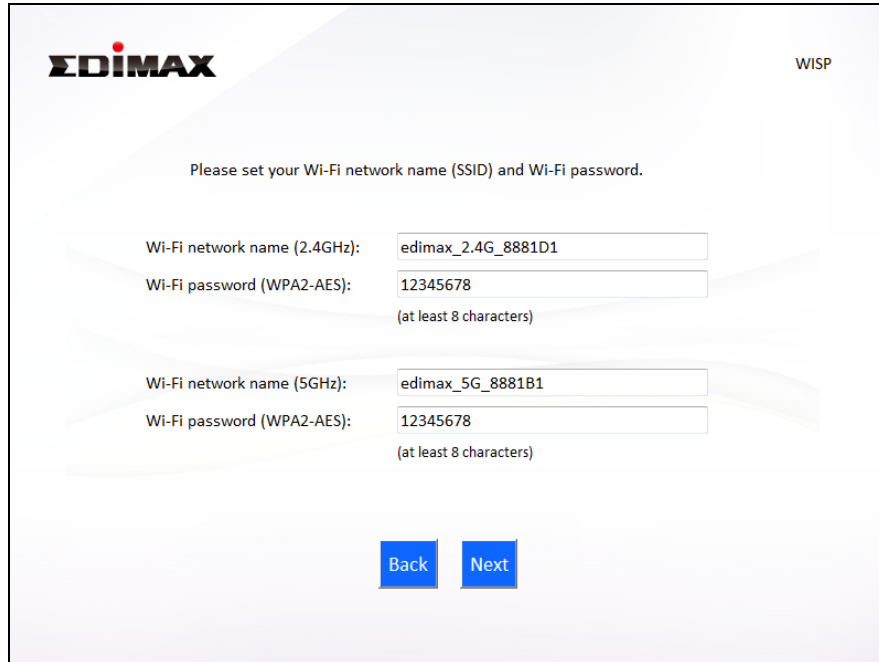 EDIMAX
WISP
Please set your Wi-Fi network name (SSID) and Wi-Fi password.
Wi-Fi network name (2.4GHz): edimax_2.4G_8881D1
Wi-Fi password (WPA2-AES): 12345678
(at least 8 characters)
Wi-Fi network name (5GHz): edimax_5G_8881B1
Wi-Fi password (WPA2-AES): 12345678
(at least 8 characters)
Back Next